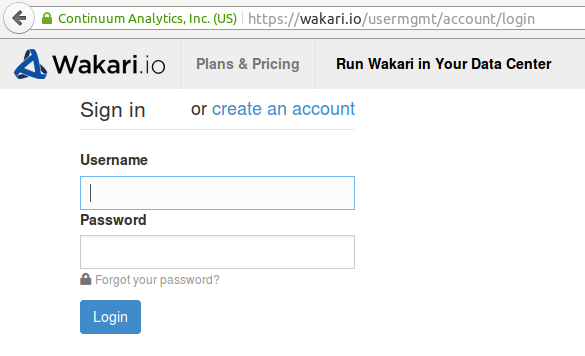 Continuum Analytics, Inc. (US) https://wakari.io/usermgmt/account/login
Wakari.io Plans & Pricing Run Wakari in Your Data Center
Sign in or create an account
Username
Password
Forgot your password?
Login